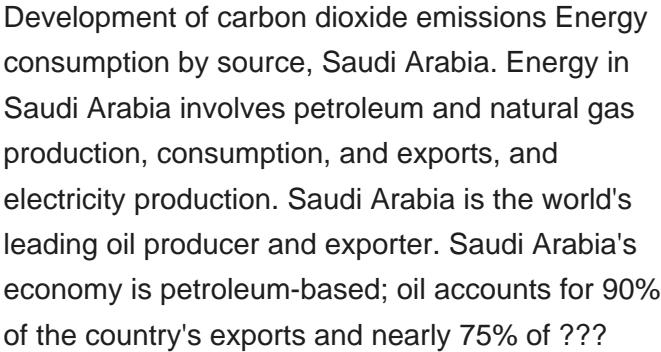 Development of carbon dioxide emissions Energy
consumption by source, Saudi Arabia. Energy in
Saudi Arabia involves petroleum and natural gas
production, consumption, and exports, and
electricity production. Saudi Arabia is the world's
leading oil producer and exporter. Saudi Arabia's
economy is petroleum-based; oil accounts for 90%
of the country's exports and nearly 75% of ???